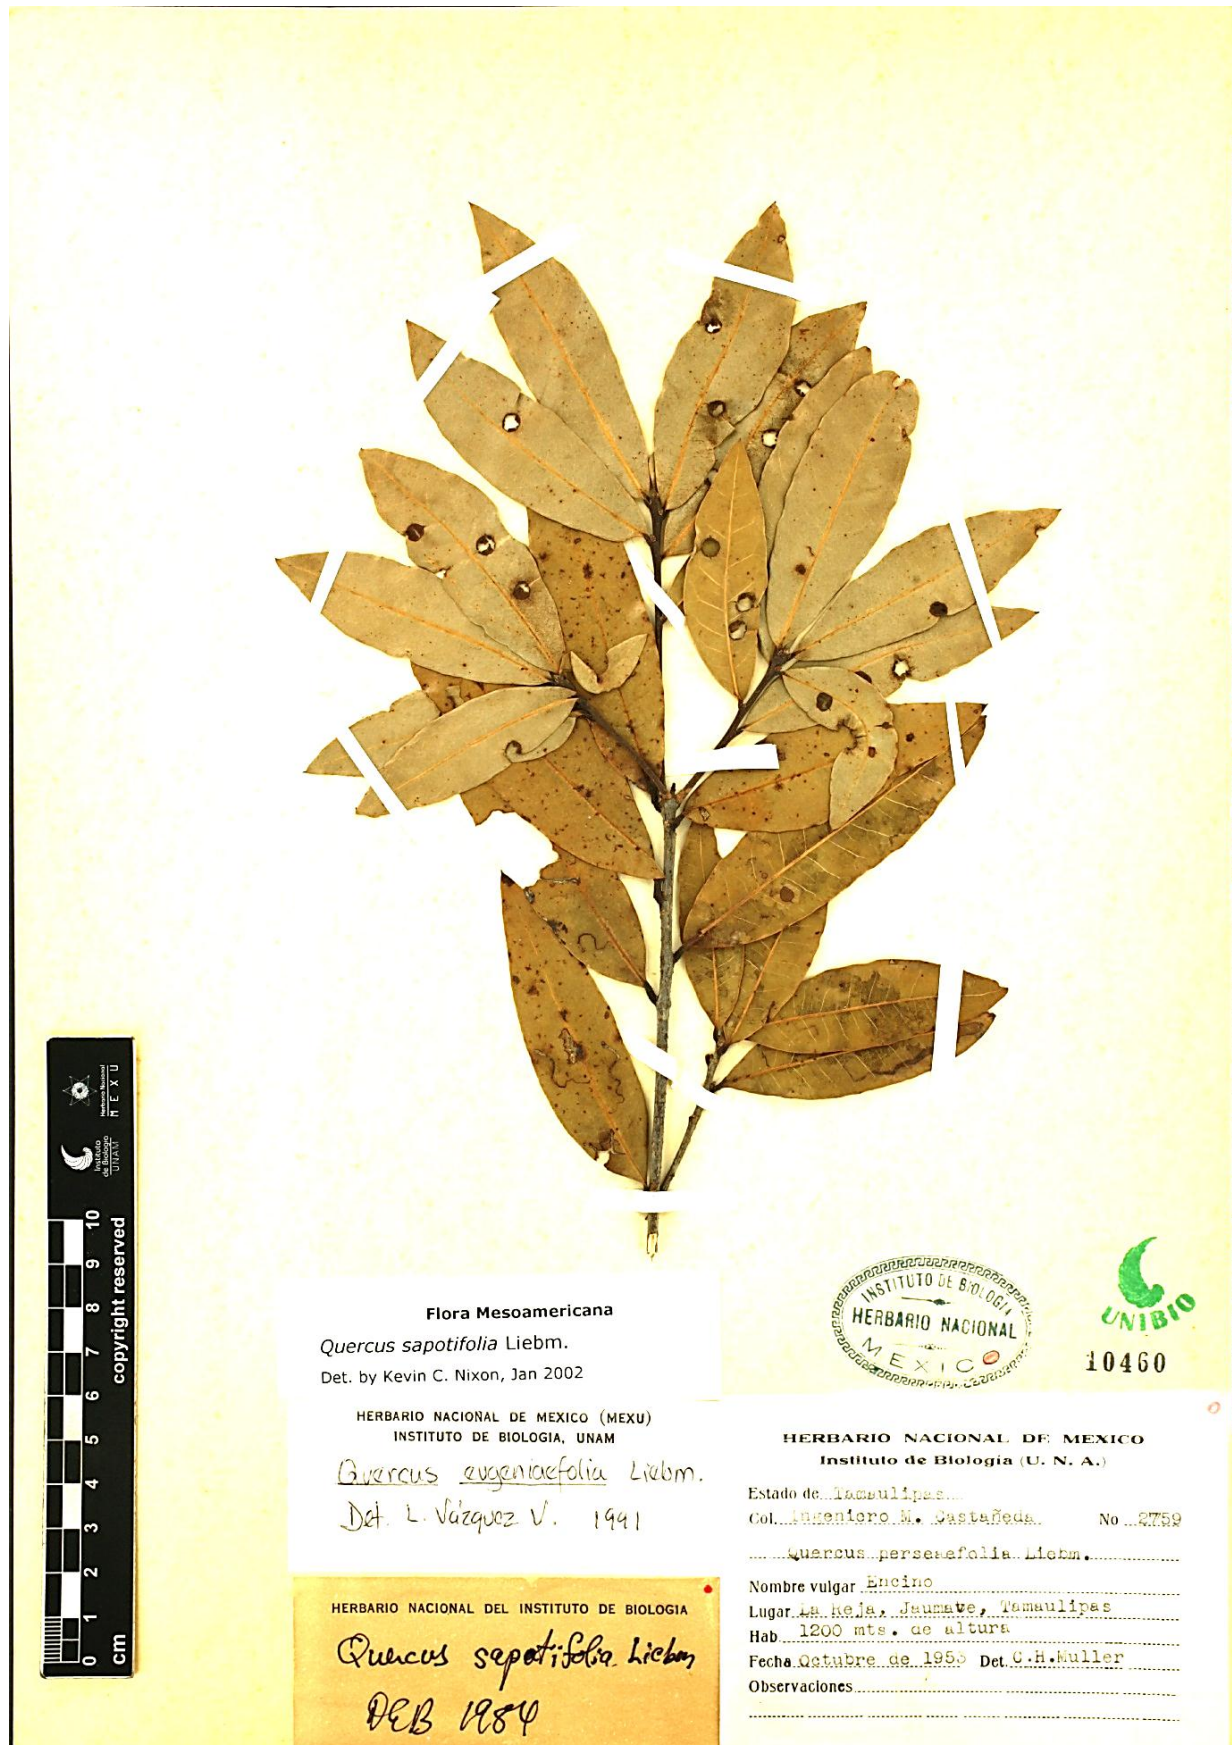 Herbario Nacional
MEXU
Instituto
de Biología
UNAM
10
9
8
7
6
5
4
3
2
1
0
cm
copyright reserved
INSTITUTO DE BIOLOGIA
HERBARIO NACIONAL
MEXICO
UNIBIO
10460
Flora Mesoamericana
Quercus sapotifolia Liebm.
Det. by Kevin C. Nixon, Jan 2002
HERBARIO NACIONAL DE MEXICO (MEXU)
INSTITUTO DE BIOLOGIA, UNAM
Quercus eugeniaefolia Liebm.
Det. L. Vázquez V. 1991
HERBARIO NACIONAL DEL INSTITUTO DE BIOLOGIA
Quercus sapotifolia Liebm
DEB 1984
HERBARIO NACIONAL DE MEXICO
Instituto de Biología (U. N. A.)
Estado de Tamaulipas
Col. Ingeniero M. Castañeda No 2759
Quercus perseaefolia Liebm.
Nombre vulgar Encino
Lugar La Reja, Jaumave, Tamaulipas
Hab. 1200 mts. de altura
Fecha Octubre de Det. C.H.Muller
Observaciones